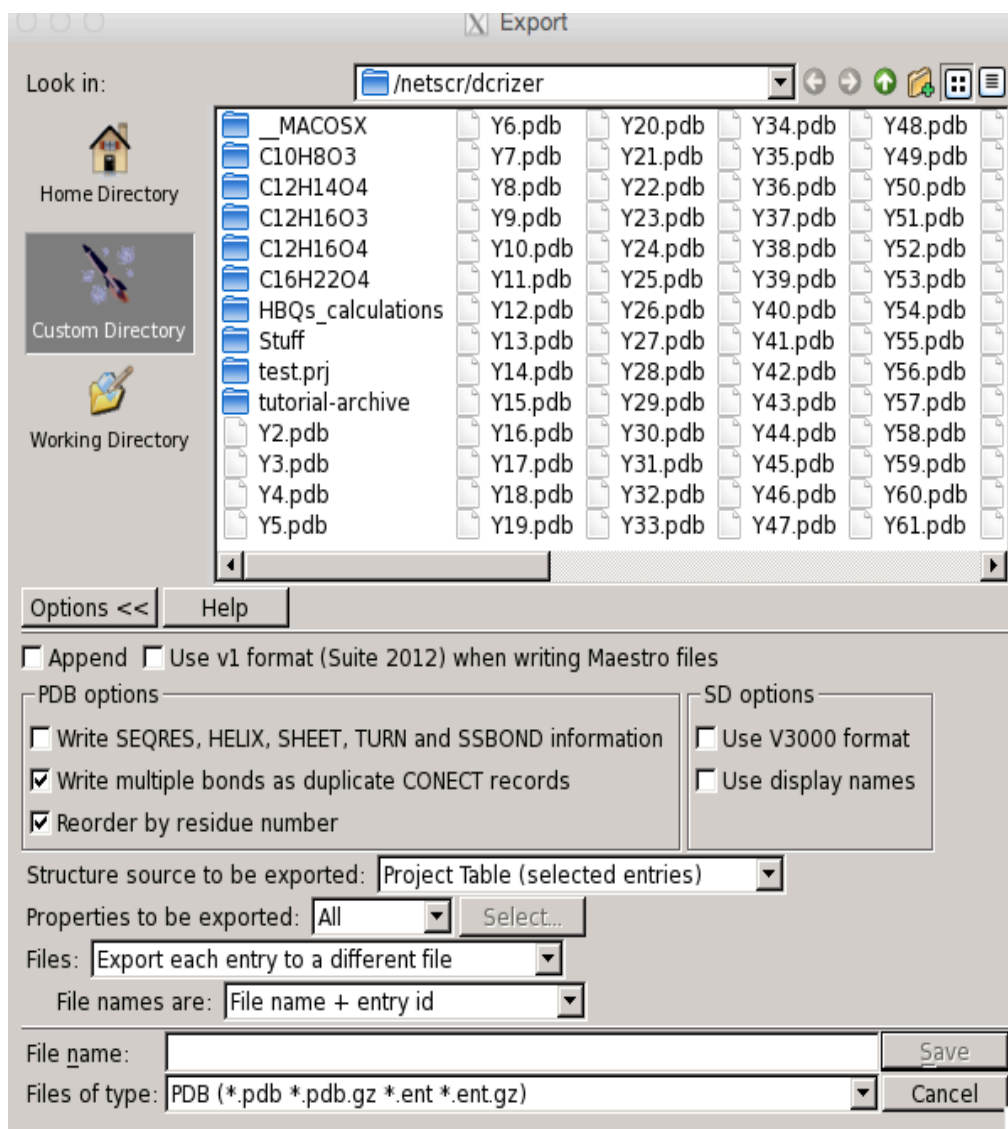 X Export
Look in: /netscr/dcrizer
Home Directory
Custom Directory
Working Directory
__MACOSX Y6.pdb Y20.pdb Y34.pdb Y48.pdb
C10H8O3 Y7.pdb Y21.pdb Y35.pdb Y49.pdb
C12H14O4 Y8.pdb Y22.pdb Y36.pdb Y50.pdb
C12H16O3 Y9.pdb Y23.pdb Y37.pdb Y51.pdb
C12H16O4 Y10.pdb Y24.pdb Y38.pdb Y52.pdb
C16H22O4 Y11.pdb Y25.pdb Y39.pdb Y53.pdb
HBQs_calculations Y12.pdb Y26.pdb Y40.pdb Y54.pdb
Stuff Y13.pdb Y27.pdb Y41.pdb Y55.pdb
test.prj Y14.pdb Y28.pdb Y42.pdb Y56.pdb
tutorial-archive Y15.pdb Y29.pdb Y43.pdb Y57.pdb
Y2.pdb Y16.pdb Y30.pdb Y44.pdb Y58.pdb
Y3.pdb Y17.pdb Y31.pdb Y45.pdb Y59.pdb
Y4.pdb Y18.pdb Y32.pdb Y46.pdb Y60.pdb
Y5.pdb Y19.pdb Y33.pdb Y47.pdb Y61.pdb
Options << Help
Append Use v1 format (Suite 2012) when writing Maestro files
PDB options
Write SEQRES, HELIX, SHEET, TURN and SSBOND information
Write multiple bonds as duplicate CONECT records
Reorder by residue number
SD options
Use V3000 format
Use display names
Structure source to be exported: Project Table (selected entries)
Properties to be exported: All Select...
Files: Export each entry to a different file
File names are: File name + entry id
File name: Save
Files of type: PDB (*.pdb *.pdb.gz *.ent *.ent.gz) Cancel